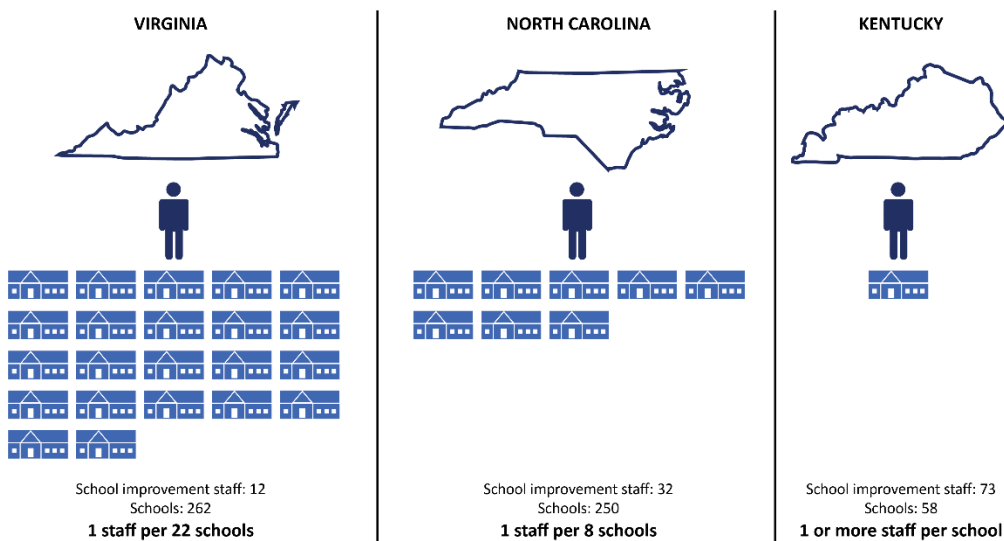 VIRGINIA
School improvement staff: 12
Schools: 262
1 staff per 22 schools
NORTH CAROLINA
School improvement staff: 32
Schools: 250
1 staff per 8 schools
KENTUCKY
School improvement staff: 73
Schools: 58
1 or more staff per school